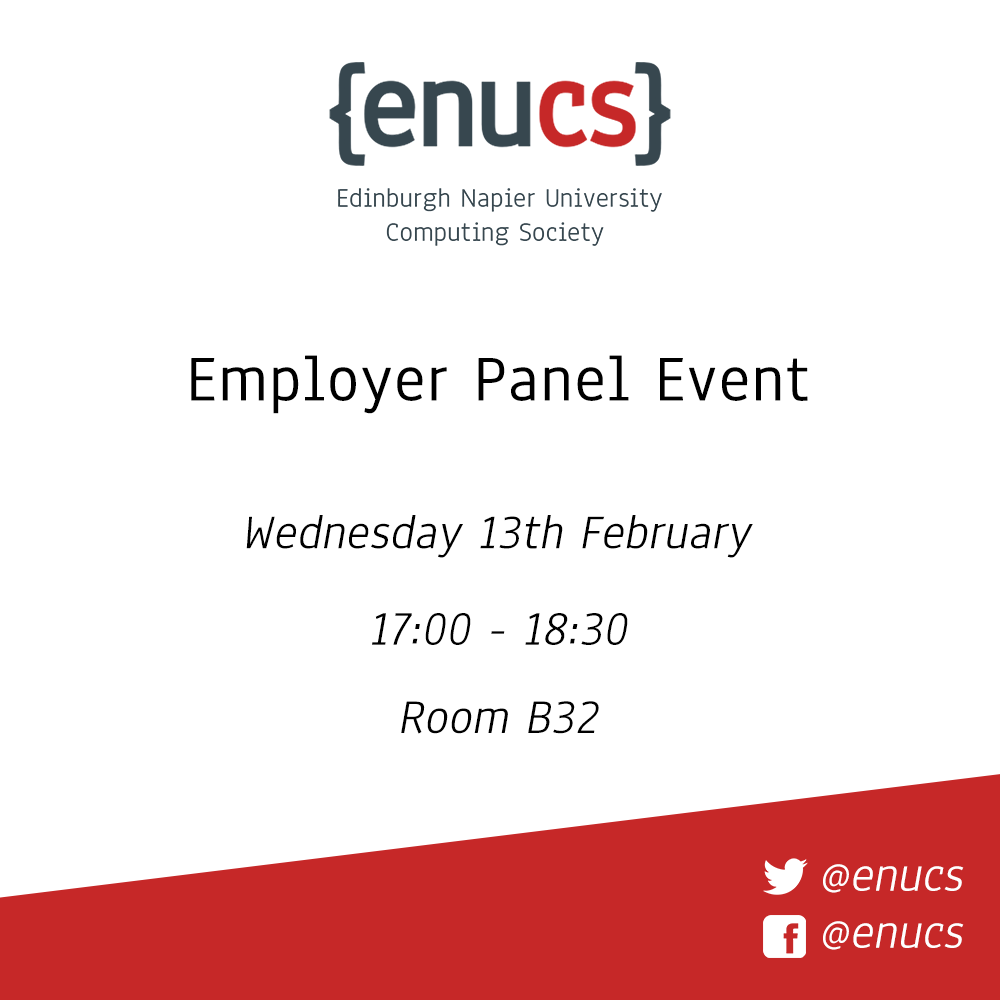 {enucs}
Edinburgh Napier University
Computing Society
Employer Panel Event
Wednesday 13th February
17:00 - 18:30
Room B32
@enucs
@enucs